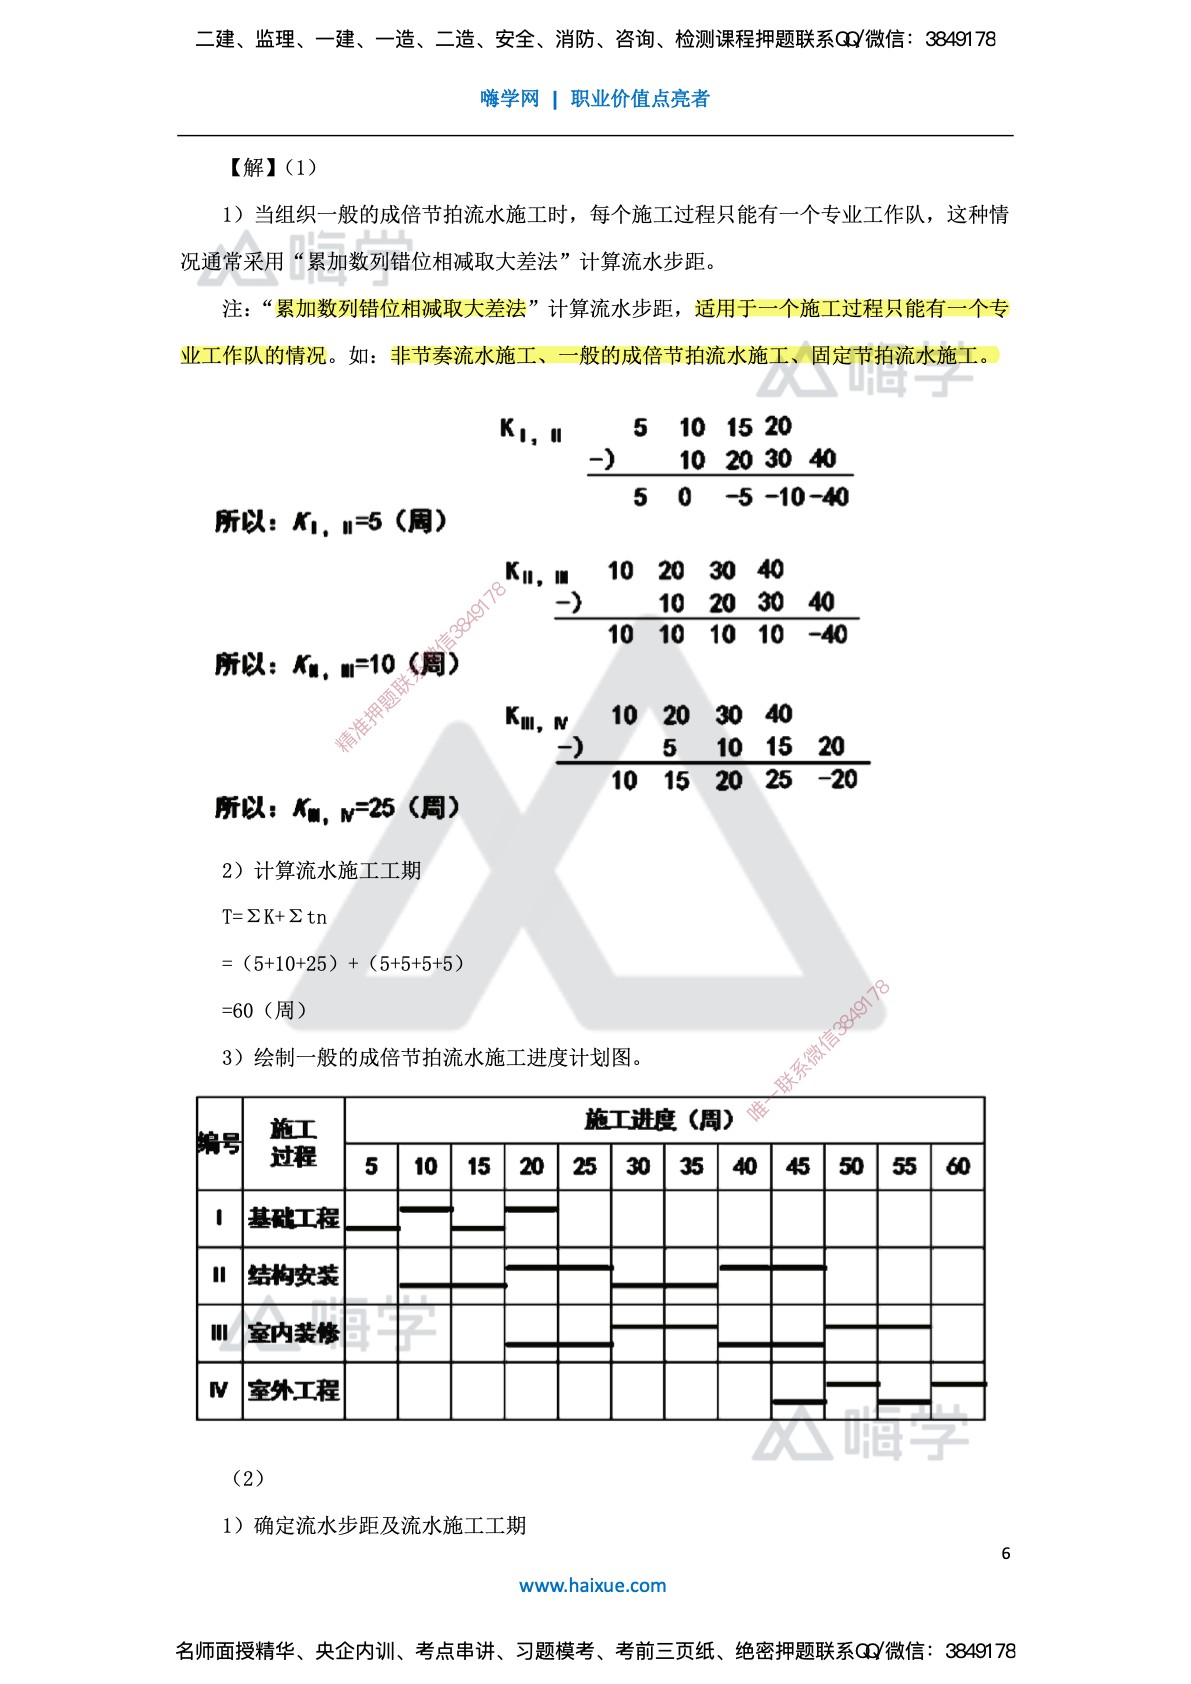 二建、监理、一建、一造、二造、安全、消防、咨询、检测课程押题联系QQ/微信：3849178
嗨学网 | 职业价值点亮者
【解】（1）
1）当组织一般的成倍节拍流水施工时，每个施工过程只能有一个专业工作队，这种情
况通常采用“累加数列错位相减取大差法”计算流水步距。
嗨学
注：“累加数列错位相减取大差法”计算流水步距，适用于一个施工过程只能有一个专
业工作队的情况。如：非节奏流水施工、一般的成倍节拍流水施工、固定节拍流水施工。
嗨学
KⅠ，Ⅱ 5 10 15 20
-） 10 20 30 40
5 0 -5 -10 -40
所以：KⅠ，Ⅱ=5（周）
KⅡ，Ⅲ 10 20 30 40
-） 10 20 30 40
10 10 10 10 -40
所以：KⅡ，Ⅲ=10（周）
精准押题联系微信3849178
KⅢ，Ⅳ 10 20 30 40
-） 5 10 15 20
10 15 20 25 -20
所以：KⅢ，Ⅳ=25（周）
2）计算流水施工工期
T=ΣK+Σtn
=（5+10+25）+（5+5+5+5）
=60（周）
3）绘制一般的成倍节拍流水施工进度计划图。
唯一联系微信3849178
编号 施工过程 施工进度（周）
5 10 15 20 25 30 35 40 45 50 55 60
Ⅰ 基础工程
Ⅱ 结构安装
Ⅲ 室内装修
嗨学
Ⅳ 室外工程
嗨学
（2）
1）确定流水步距及流水施工工期
6
www.haixue.com
名师面授精华、央企内训、考点串讲、习题模考、考前三页纸、绝密押题联系QQ/微信：3849178